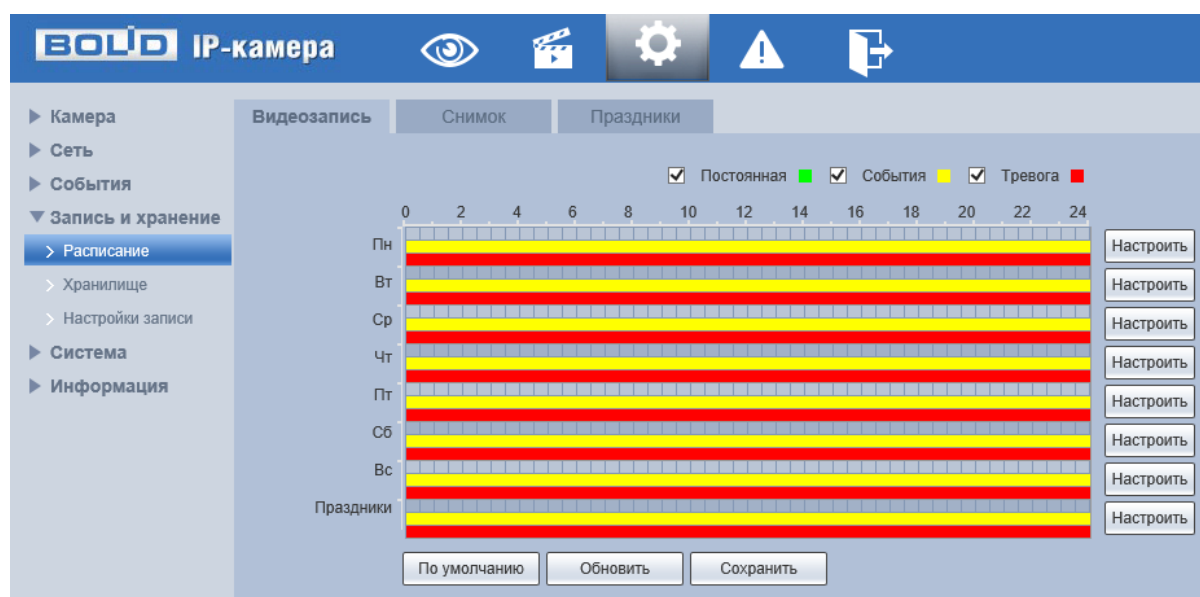 BOLID IP-камера
Камера
Сеть
События
Запись и хранение
Расписание
Хранилище
Настройки записи
Система
Информация
Видеозапись Снимок Праздники
Постоянная События Тревога
0 2 4 6 8 10 12 14 16 18 20 22 24
Пн Настроить
Вт Настроить
Ср Настроить
Чт Настроить
Пт Настроить
Сб Настроить
Вс Настроить
Праздники Настроить
По умолчанию Обновить Сохранить